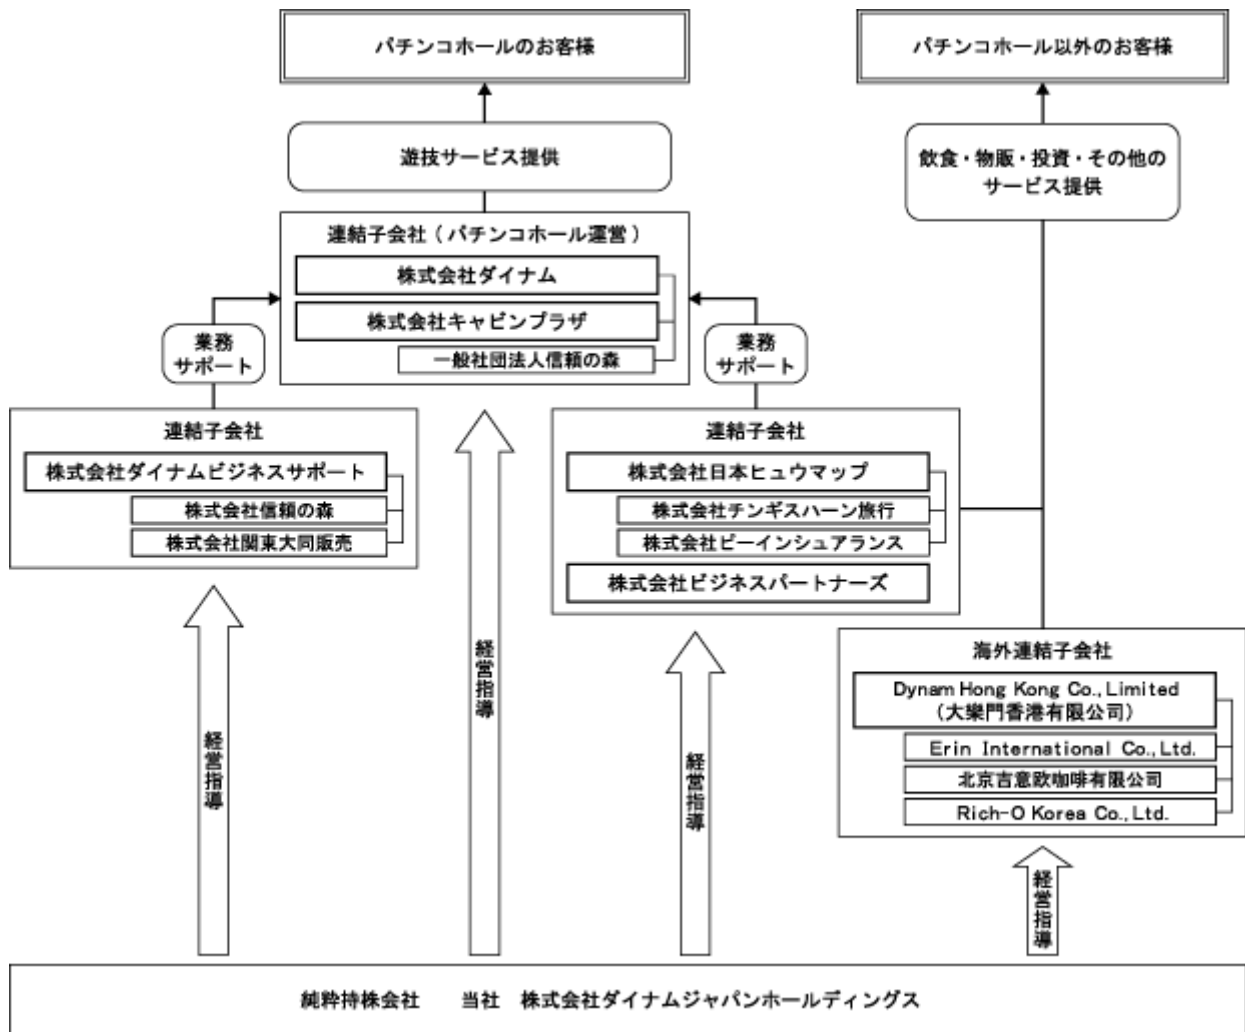 パチンコホールのお客様
パチンコホール以外のお客様
遊技サービス提供
飲食・物販・投資・その他の
サービス提供
連結子会社（パチンコホール運営）
株式会社ダイナム
株式会社キャビンプラザ
一般社団法人信頼の森
業務
サポート
業務
サポート
連結子会社
株式会社ダイナムビジネスサポート
株式会社信頼の森
株式会社関東大同販売
連結子会社
株式会社日本ヒュウマップ
株式会社チンギスハーン旅行
株式会社ピーインシュアランス
株式会社ビジネスパートナーズ
海外連結子会社
Dynam Hong Kong Co., Limited
（大樂門香港有限公司）
Erin International Co., Ltd.
北京吉意欧咖啡有限公司
Rich-O Korea Co., Ltd.
経営指導
経営指導
経営指導
経営指導
純粋持株会社　当社　株式会社ダイナムジャパンホールディングス